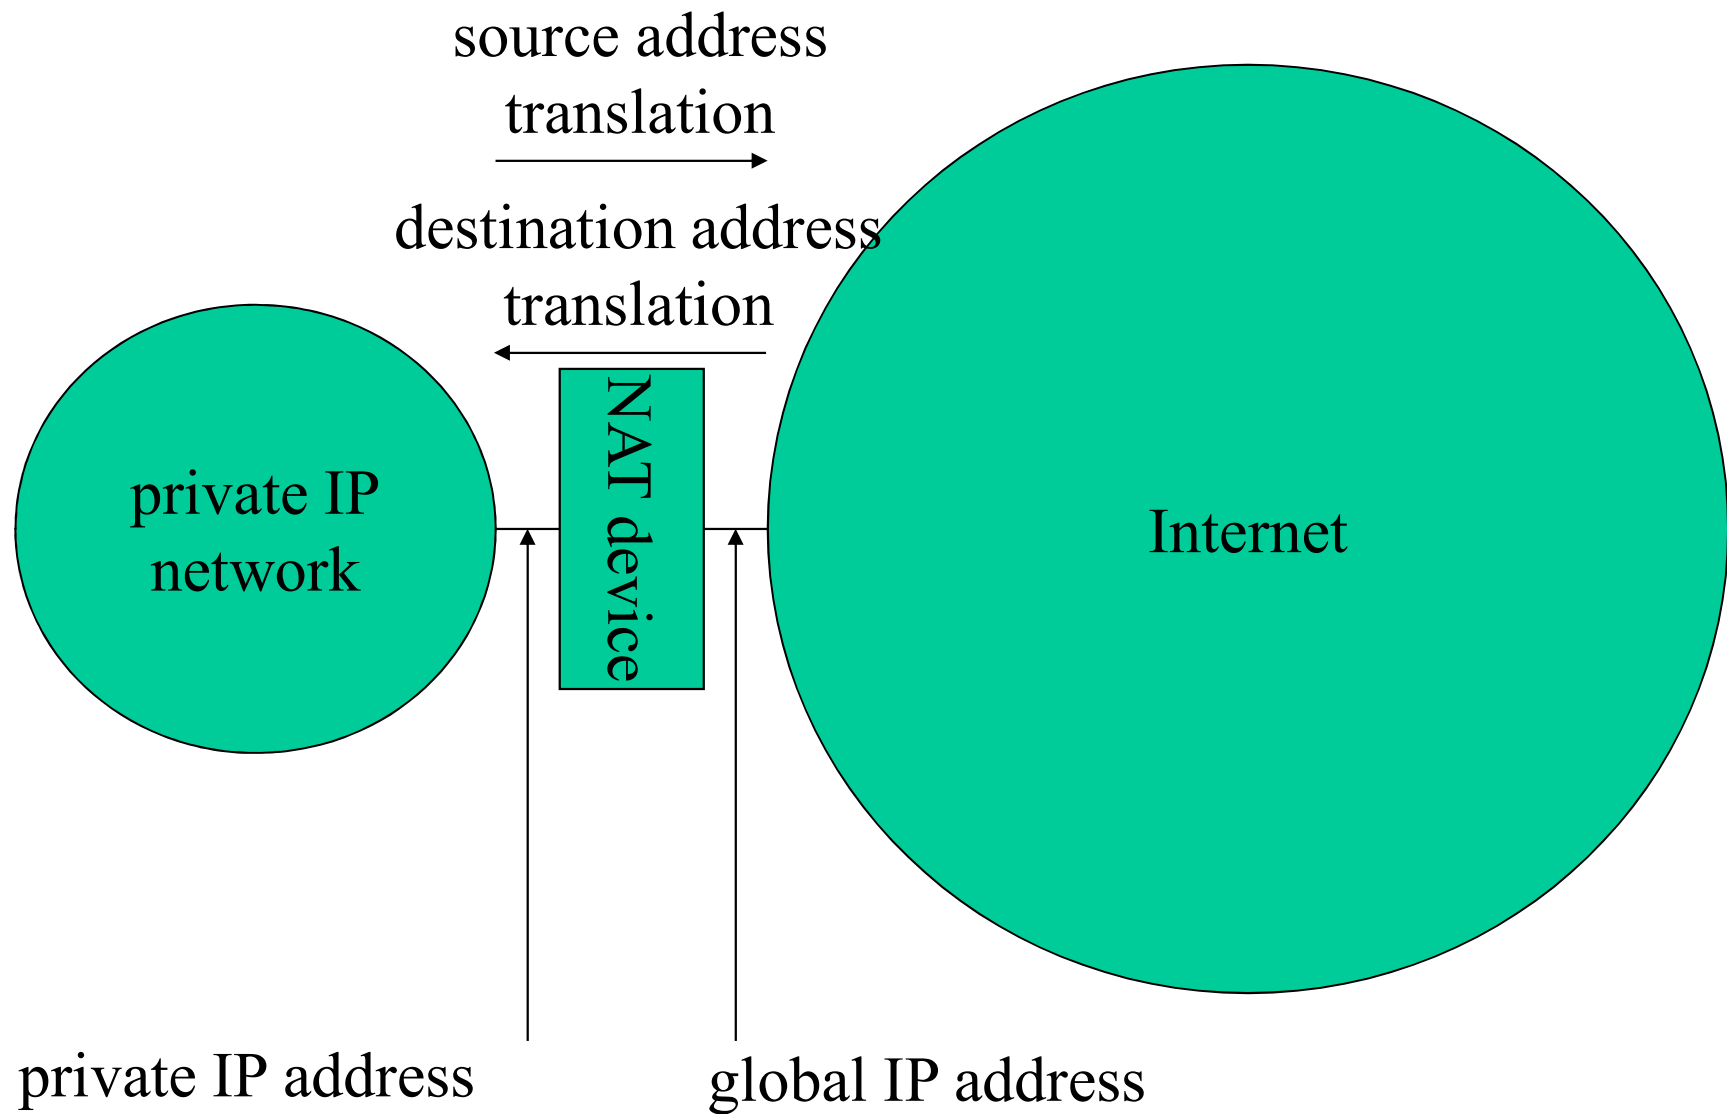 source address
translation
destination address
translation
NAT device
private IP
network
Internet
private IP address
global IP address